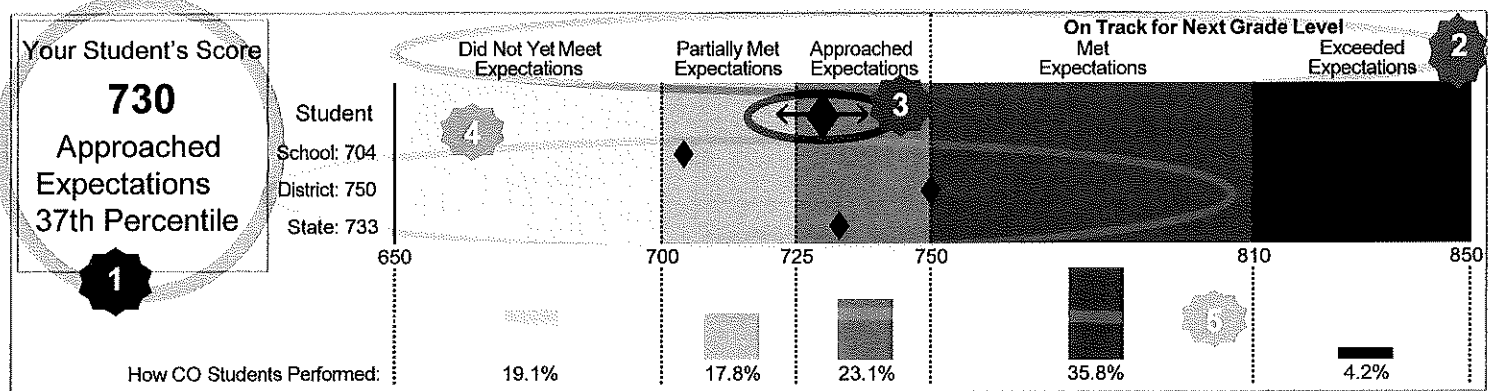 Your Student's Score
730
Approached
Expectations
37th Percentile
1
On Track for Next Grade Level
2
Did Not Yet Meet
Expectations
Partially Met
Expectations
Approached
Expectations
Met
Expectations
Exceeded
Expectations
Student
3
4
School: 704
District: 750
State: 733
650
700
725
750
810
850
5
How CO Students Performed:
19.1%
17.8%
23.1%
35.8%
4.2%